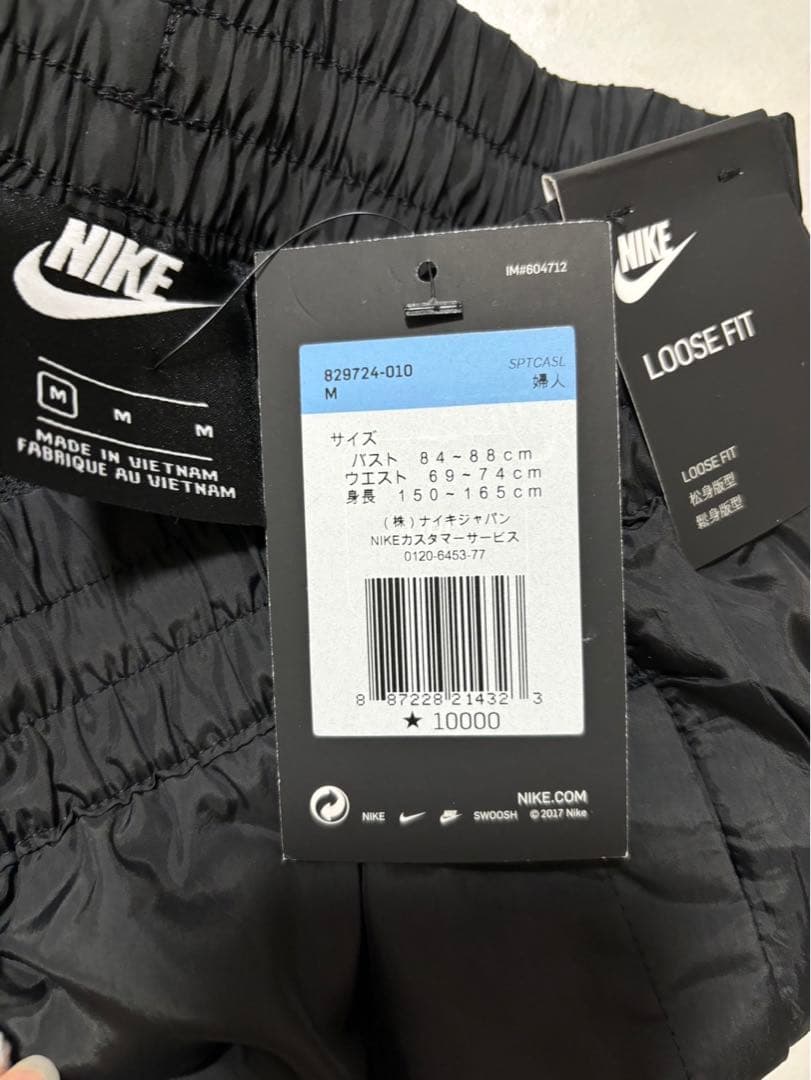 NIKE
M M M
MADE IN VIETNAM
FABRIQUE AU VIETNAM
IM#604712
829724-010
M
SPTCASL
婦人
サイズ
バスト 84~88cm
ウエスト 69~74cm
身長 150~165cm
(株)ナイキジャパン
NIKEカスタマーサービス
0120-6453-77
8 87228 21432 3
★ 10000
NIKE SWOOSH
NIKE.COM
©2017 Nike
NIKE
LOOSE FIT
LOOSE FIT
松身版型
鬆身版型